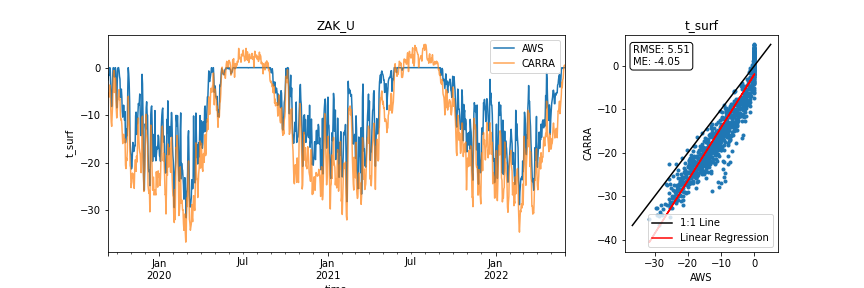 ZAK_U
t_surf
0
−10
−20
−30
AWS
CARRA
Jan
2020
Jul
Jan
2021
Jul
Jan
2022
time
t_surf
RMSE: 5.51
ME: -4.05
CARRA
0
−10
−20
−30
−40
1:1 Line
Linear Regression
−30
−20
−10
0
AWS